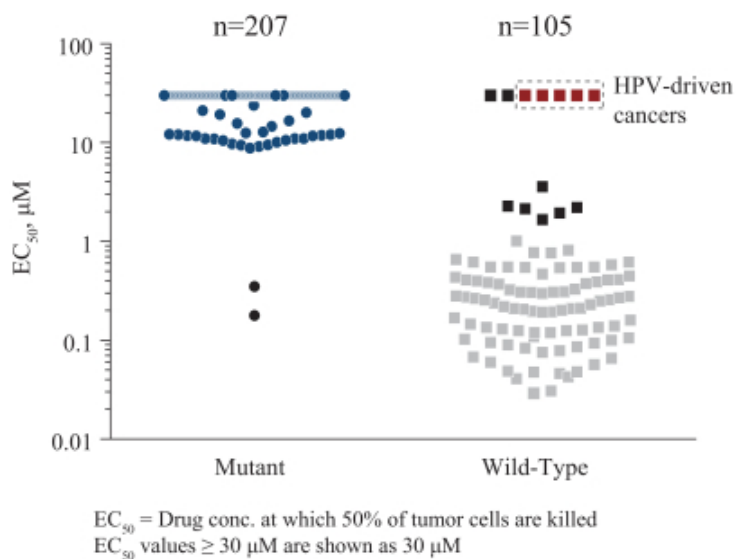 n=207
n=105
100
10
1
0.1
0.01
EC50, μM
HPV-driven
cancers
Mutant
Wild-Type
EC50 = Drug conc. at which 50% of tumor cells are killed
EC50 values ≥ 30 μM are shown as 30 μM